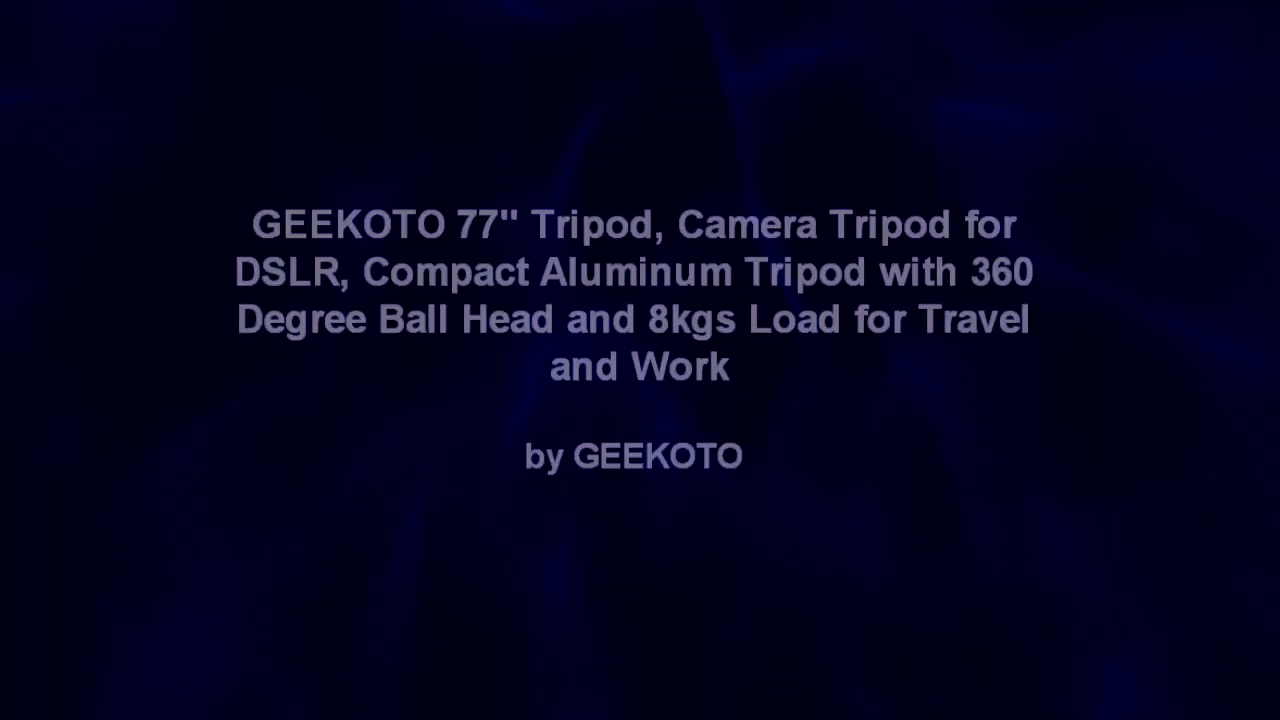 GEEKOTO 77" Tripod, Camera Tripod for
DSLR, Compact Aluminum Tripod with 360
Degree Ball Head and 8kgs Load for Travel
and Work
by GEEKOTO